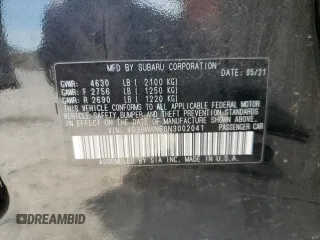 MFD. BY SUBARU CORPORATION 05/21
GVWR: 4630 LB ( 2100 KG)
GAWR: F 2756 LB ( 1250 KG)
GAWR: R 2690 LB ( 1220 KG)
THIS VEHICLE CONFORMS TO ALL APPLICABLE FEDERAL MOTOR
VEHICLE SAFETY, BUMPER, AND THEFT PREVENTION STANDARDS
IN EFFECT ON THE DATE OF MANUFACTURE SHOWN ABOVE.
VIN: PASSENGER CAR
ASSEMBLED BY SIA INC. MADE IN U.S.A.
DREAMBID